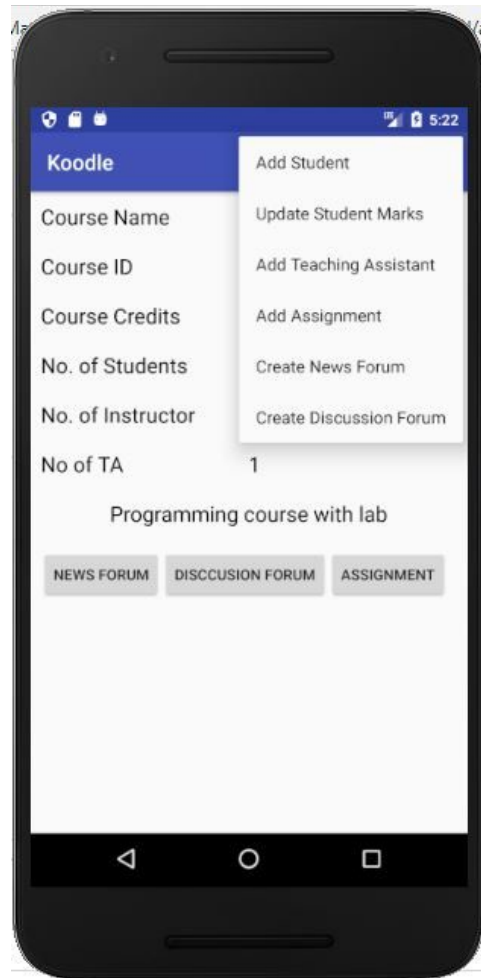 5:22
Koodle
Add Student
Update Student Marks
Add Teaching Assistant
Add Assignment
Create News Forum
Create Discussion Forum
Course Name
Course ID
Course Credits
No. of Students
No. of Instructor
No of TA 1
Programming course with lab
NEWS FORUM DISCCUSION FORUM ASSIGNMENT